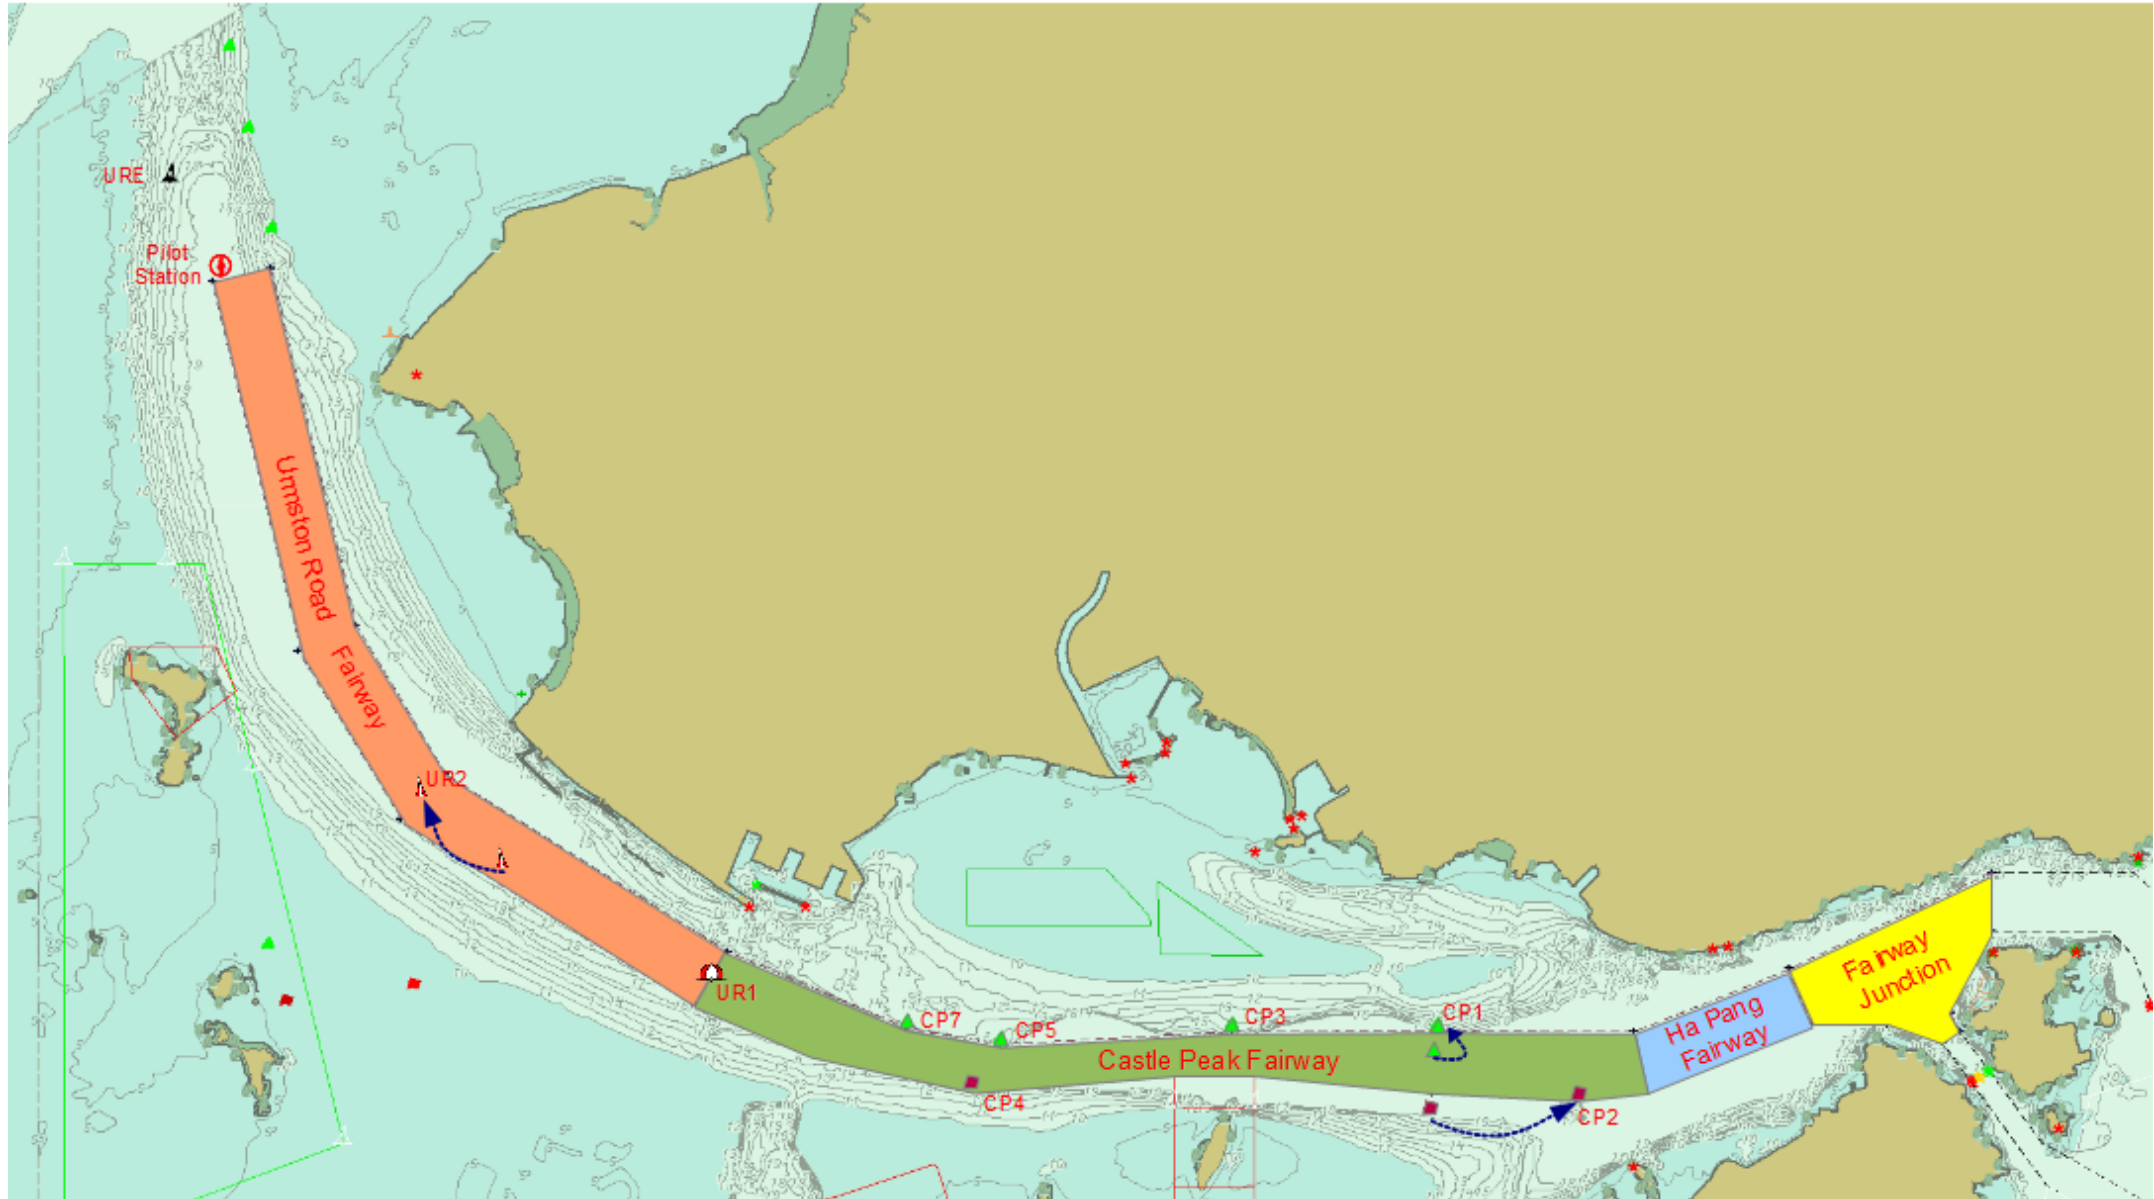 URE
Pilot
Station
Urmston Road
Fairway
UR2
UR1
CP7
CP5
CP3
CP1
Castle Peak Fairway
CP4
CP2
Ha Pang
Fairway
Fairway
Junction